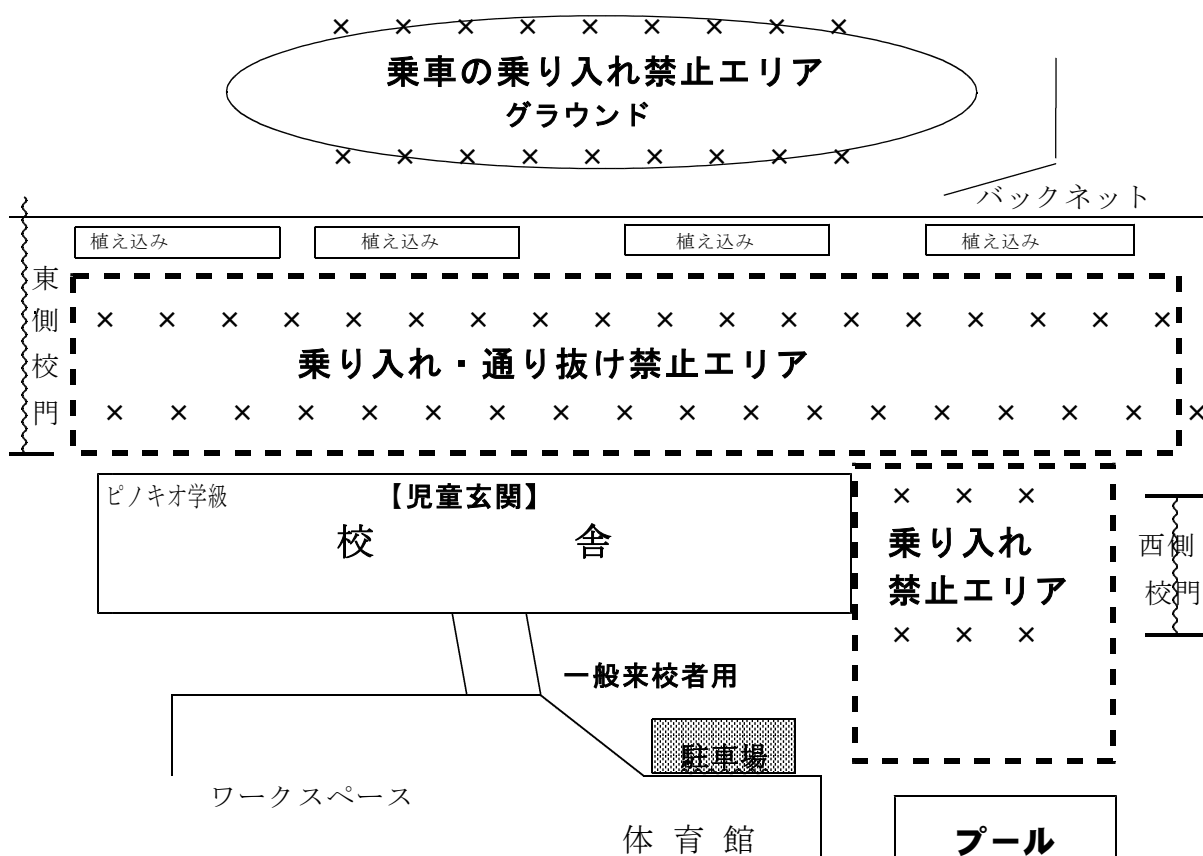 × × × × × × × × ×
乗車の乗り入れ禁止エリア
グラウンド
× × × × × × × × ×
バックネット
植え込み 植え込み 植え込み 植え込み
東側校門
× × × × × × × × × × × × × × × × × ×
乗り入れ・通り抜け禁止エリア
× × × × × × × × × × × × × × × × × ×
ピノキオ学級 【児童玄関】
校 舎
× × ×
乗り入れ
禁止エリア
× × ×
西側
校門
一般来校者用
駐車場
ワークスペース
体 育 館
プール